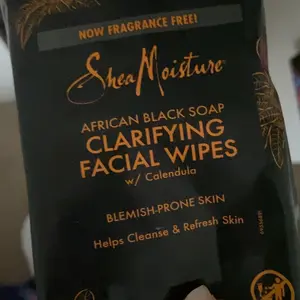 NOW FRAGRANCE FREE!
SheaMoisture
AFRICAN BLACK SOAP
CLARIFYING
FACIAL WIPES
w/ Calendula
BLEMISH-PRONE SKIN
Helps Cleanse & Refresh Skin